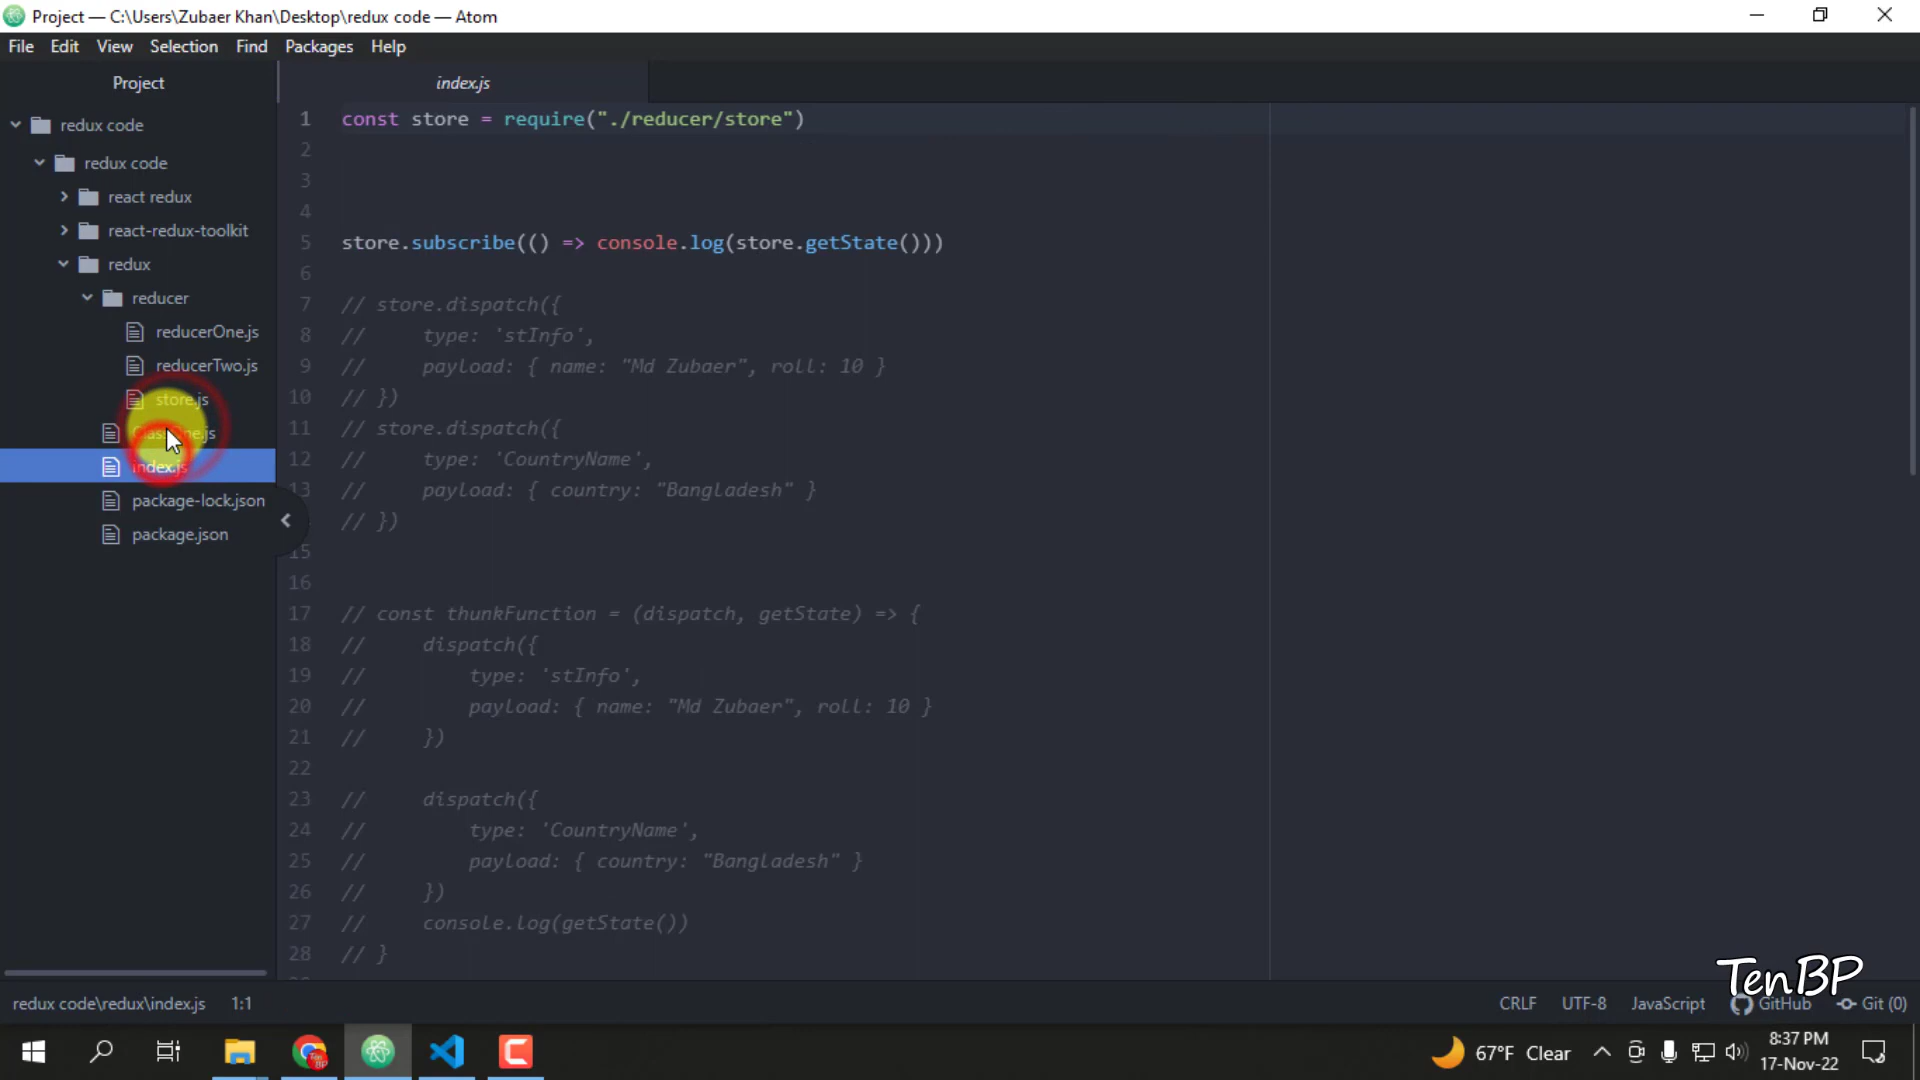 Project — C:\Users\Zubaer Khan\Desktop\redux code — Atom
File Edit View Selection Find Packages Help
Project
index.js
redux code
redux code
react redux
react-redux-toolkit
redux
reducer
reducerOne.js
reducerTwo.js
store.js
index.js
package-lock.json
package.json
1 const store = require("./reducer/store")
2
3
4
5 store.subscribe(() => console.log(store.getState()))
6
7 // store.dispatch({
8 // type: 'stInfo',
9 // payload: { name: "Md Zubaer", roll: 10 }
10 // })
11 // store.dispatch({
12 // type: 'CountryName',
13 // payload: { country: "Bangladesh" }
// })
15
16
17 // const thunkFunction = (dispatch, getState) => {
18 // dispatch({
19 // type: 'stInfo',
20 // payload: { name: "Md Zubaer", roll: 10 }
21 // })
22
23 // dispatch({
24 // type: 'CountryName',
25 // payload: { country: "Bangladesh" }
26 // })
27 // console.log(getState())
28 // }
TenBP
redux code\redux\index.js 1:1 CRLF UTF-8 JavaScript GitHub Git (0)
67°F Clear
8:37 PM
17-Nov-22